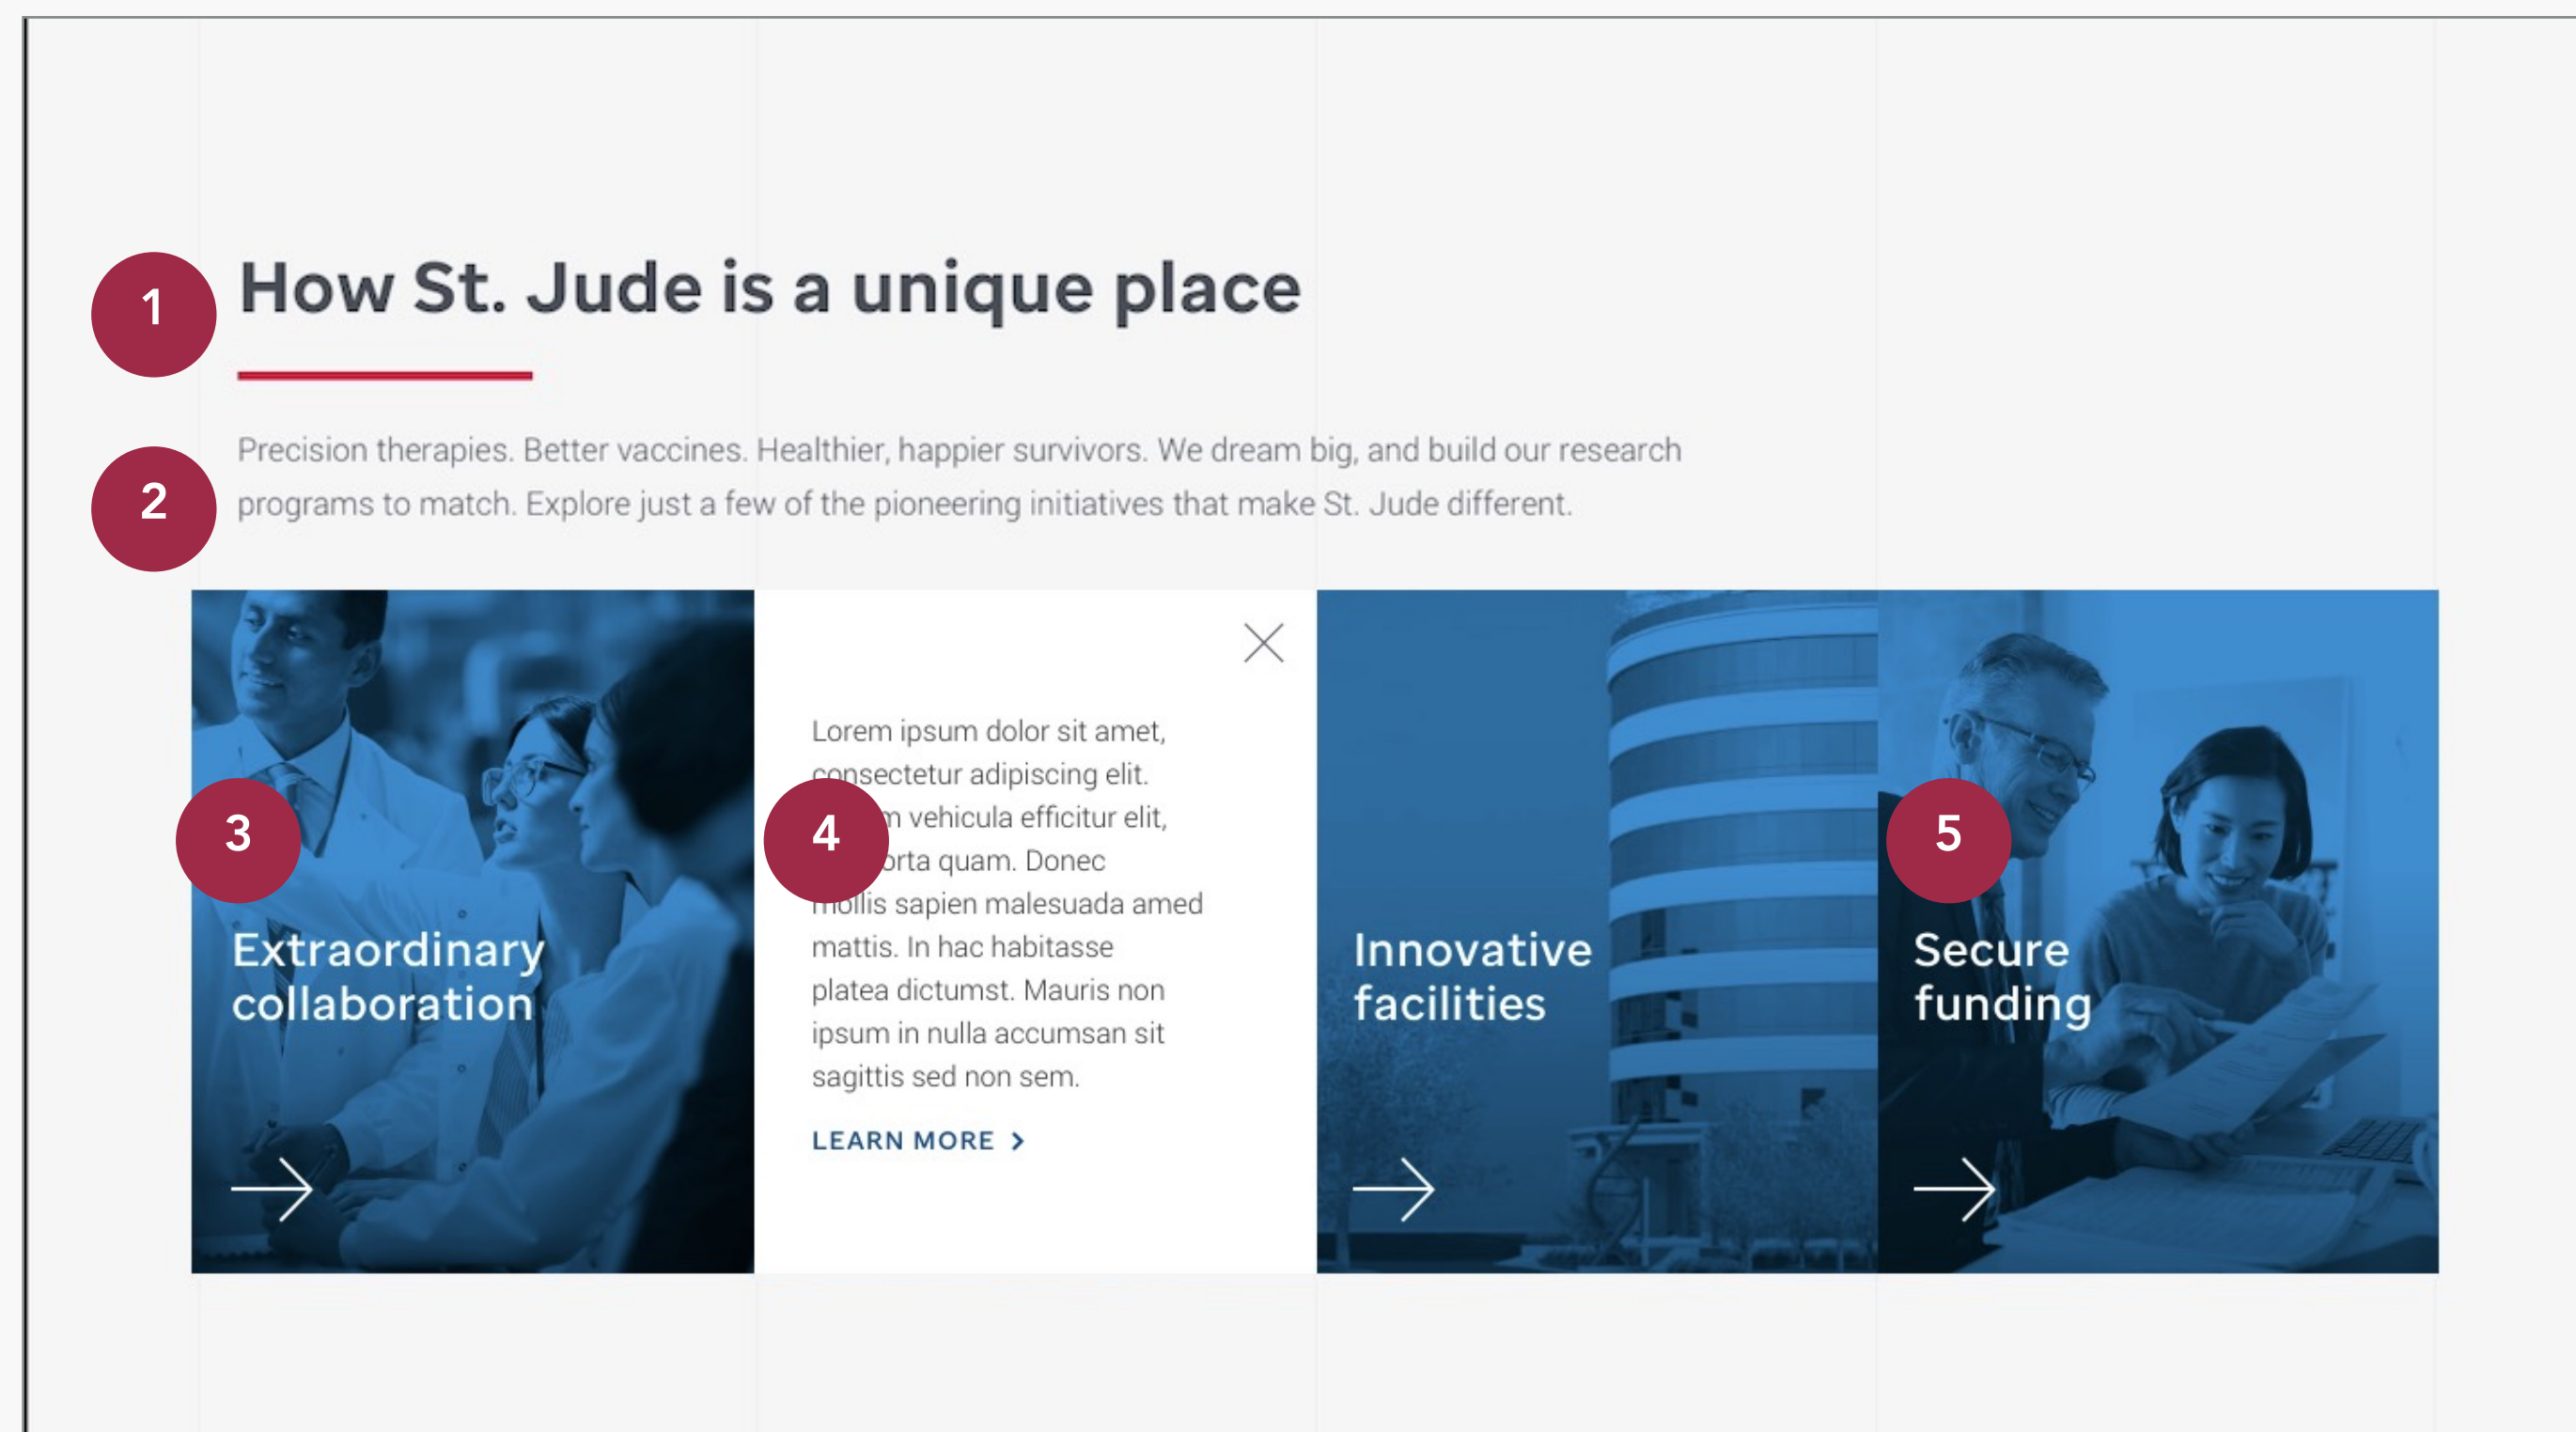 1
How St. Jude is a unique place
2
Precision therapies. Better vaccines. Healthier, happier survivors. We dream big, and build our research
programs to match. Explore just a few of the pioneering initiatives that make St. Jude different.
3
Extraordinary
collaboration
4
Lorem ipsum dolor sit amet,
consectetur adipiscing elit.
vehicula efficitur elit,
quam. Donec
mollis sapien malesuada amed
mattis. In hac habitasse
platea dictumst. Mauris non
ipsum in nulla accumsan sit
sagittis sed non sem.
LEARN MORE >
Innovative
facilities
5
Secure
funding